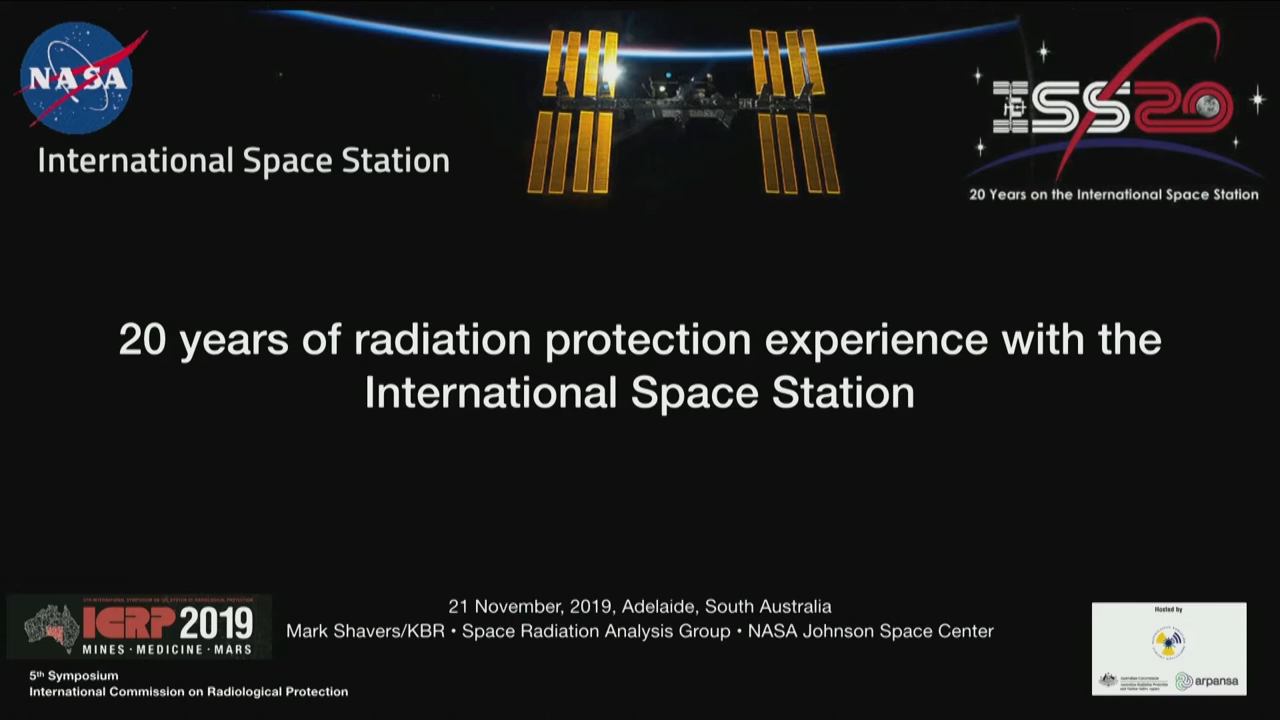 NASA
International Space Station
ISS20
20 Years on the International Space Station
20 years of radiation protection experience with the
International Space Station
21 November, 2019, Adelaide, South Australia
Mark Shavers/KBR • Space Radiation Analysis Group • NASA Johnson Space Center
ICRP 2019
MINES · MEDICINE · MARS
5th Symposium
International Commission on Radiological Protection
Hosted by
arpansa